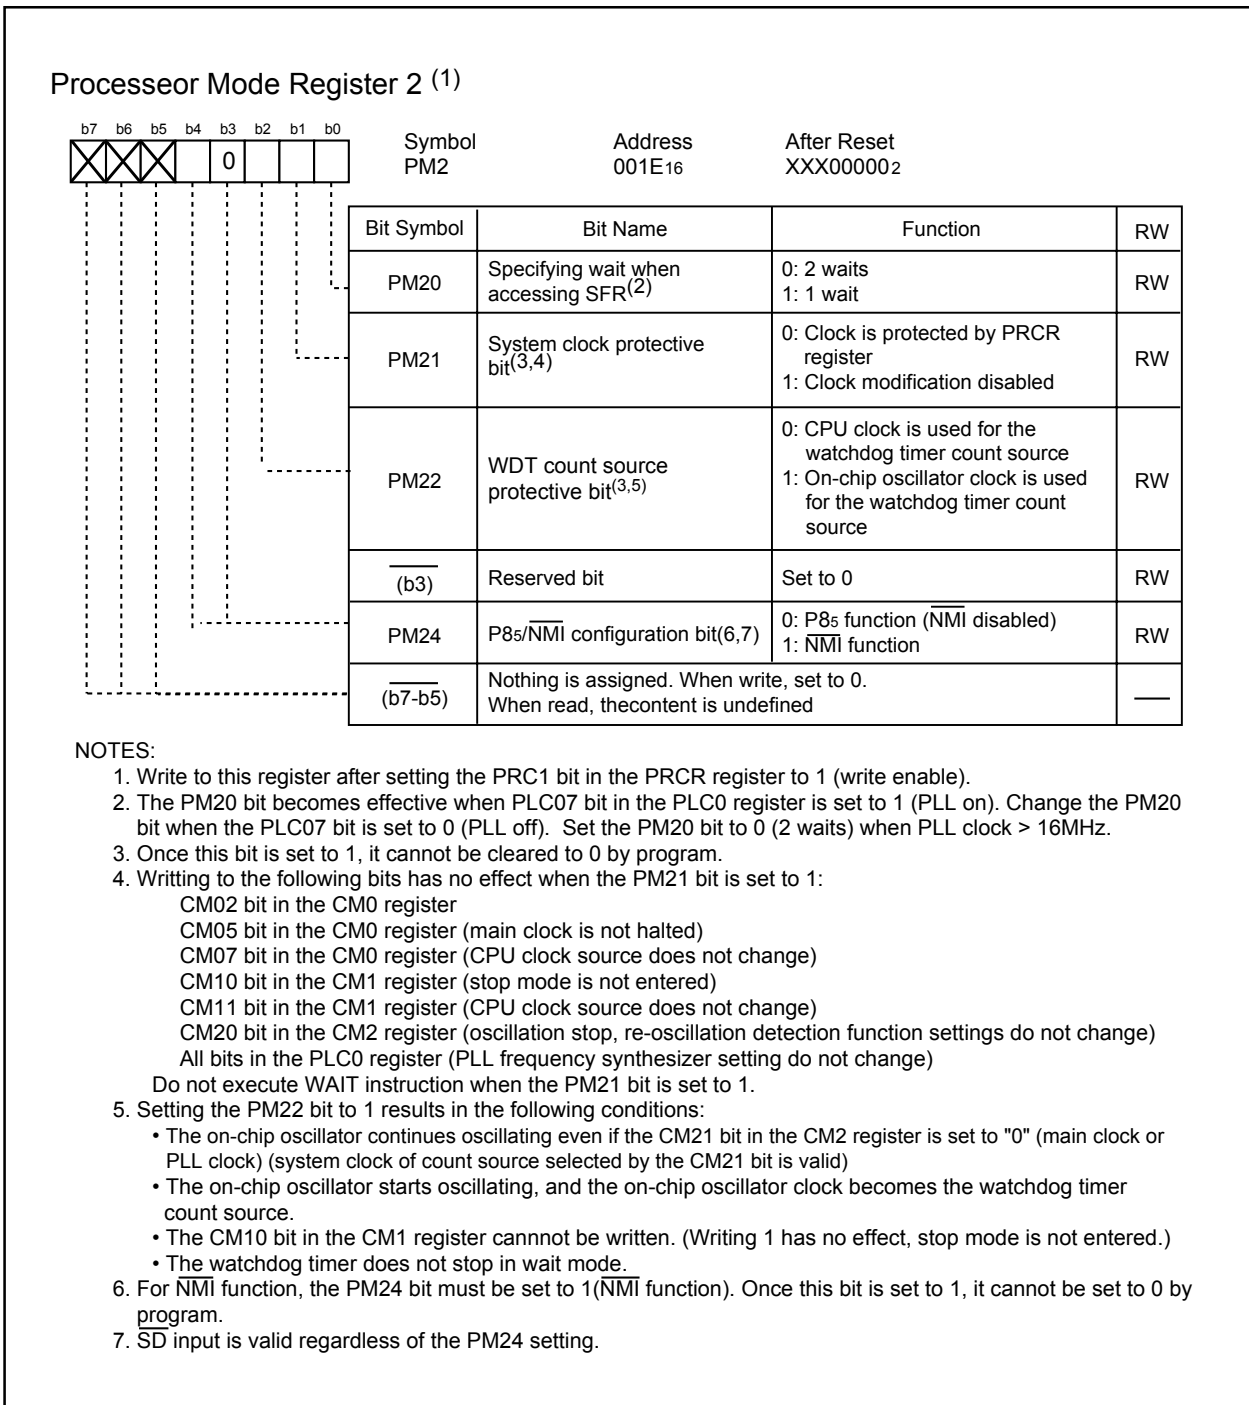 Processeor Mode Register 2 (1)
b7 b6 b5 b4 b3 b2 b1 b0
0
Symbol Address After Reset
PM2 001E16 XXX000002
Bit Symbol Bit Name Function RW
PM20 Specifying wait when accessing SFR(2) 0: 2 waits RW
1: 1 wait
PM21 System clock protective bit(3,4) 0: Clock is protected by PRCR register RW
1: Clock modification disabled
PM22 WDT count source protective bit(3,5) 0: CPU clock is used for the watchdog timer count source RW
1: On-chip oscillator clock is used for the watchdog timer count source
(b3) Reserved bit Set to 0 RW
PM24 P85/NMI configuration bit(6,7) 0: P85 function (NMI disabled) RW
1: NMI function
(b7-b5) Nothing is assigned. When write, set to 0.
When read, thecontent is undefined
NOTES:
1. Write to this register after setting the PRC1 bit in the PRCR register to 1 (write enable).
2. The PM20 bit becomes effective when PLC07 bit in the PLC0 register is set to 1 (PLL on). Change the PM20
bit when the PLC07 bit is set to 0 (PLL off). Set the PM20 bit to 0 (2 waits) when PLL clock > 16MHz.
3. Once this bit is set to 1, it cannot be cleared to 0 by program.
4. Writting to the following bits has no effect when the PM21 bit is set to 1:
CM02 bit in the CM0 register
CM05 bit in the CM0 register (main clock is not halted)
CM07 bit in the CM0 register (CPU clock source does not change)
CM10 bit in the CM1 register (stop mode is not entered)
CM11 bit in the CM1 register (CPU clock source does not change)
CM20 bit in the CM2 register (oscillation stop, re-oscillation detection function settings do not change)
All bits in the PLC0 register (PLL frequency synthesizer setting do not change)
Do not execute WAIT instruction when the PM21 bit is set to 1.
5. Setting the PM22 bit to 1 results in the following conditions:
• The on-chip oscillator continues oscillating even if the CM21 bit in the CM2 register is set to "0" (main clock or
PLL clock) (system clock of count source selected by the CM21 bit is valid)
• The on-chip oscillator starts oscillating, and the on-chip oscillator clock becomes the watchdog timer
count source.
• The CM10 bit in the CM1 register cannnot be written. (Writing 1 has no effect, stop mode is not entered.)
• The watchdog timer does not stop in wait mode.
6. For NMI function, the PM24 bit must be set to 1(NMI function). Once this bit is set to 1, it cannot be set to 0 by
program.
7. SD input is valid regardless of the PM24 setting.